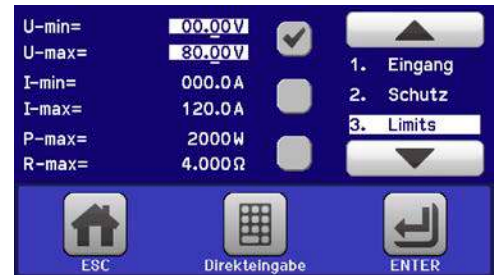 U-min= 00.00V
U-max= 80.00V
I-min= 000.0A
I-max= 120.0A
P-max= 2000W
R-max= 4.000Ω
1. Eingang
2. Schutz
3. Limits
ESC
Direkteingabe
ENTER